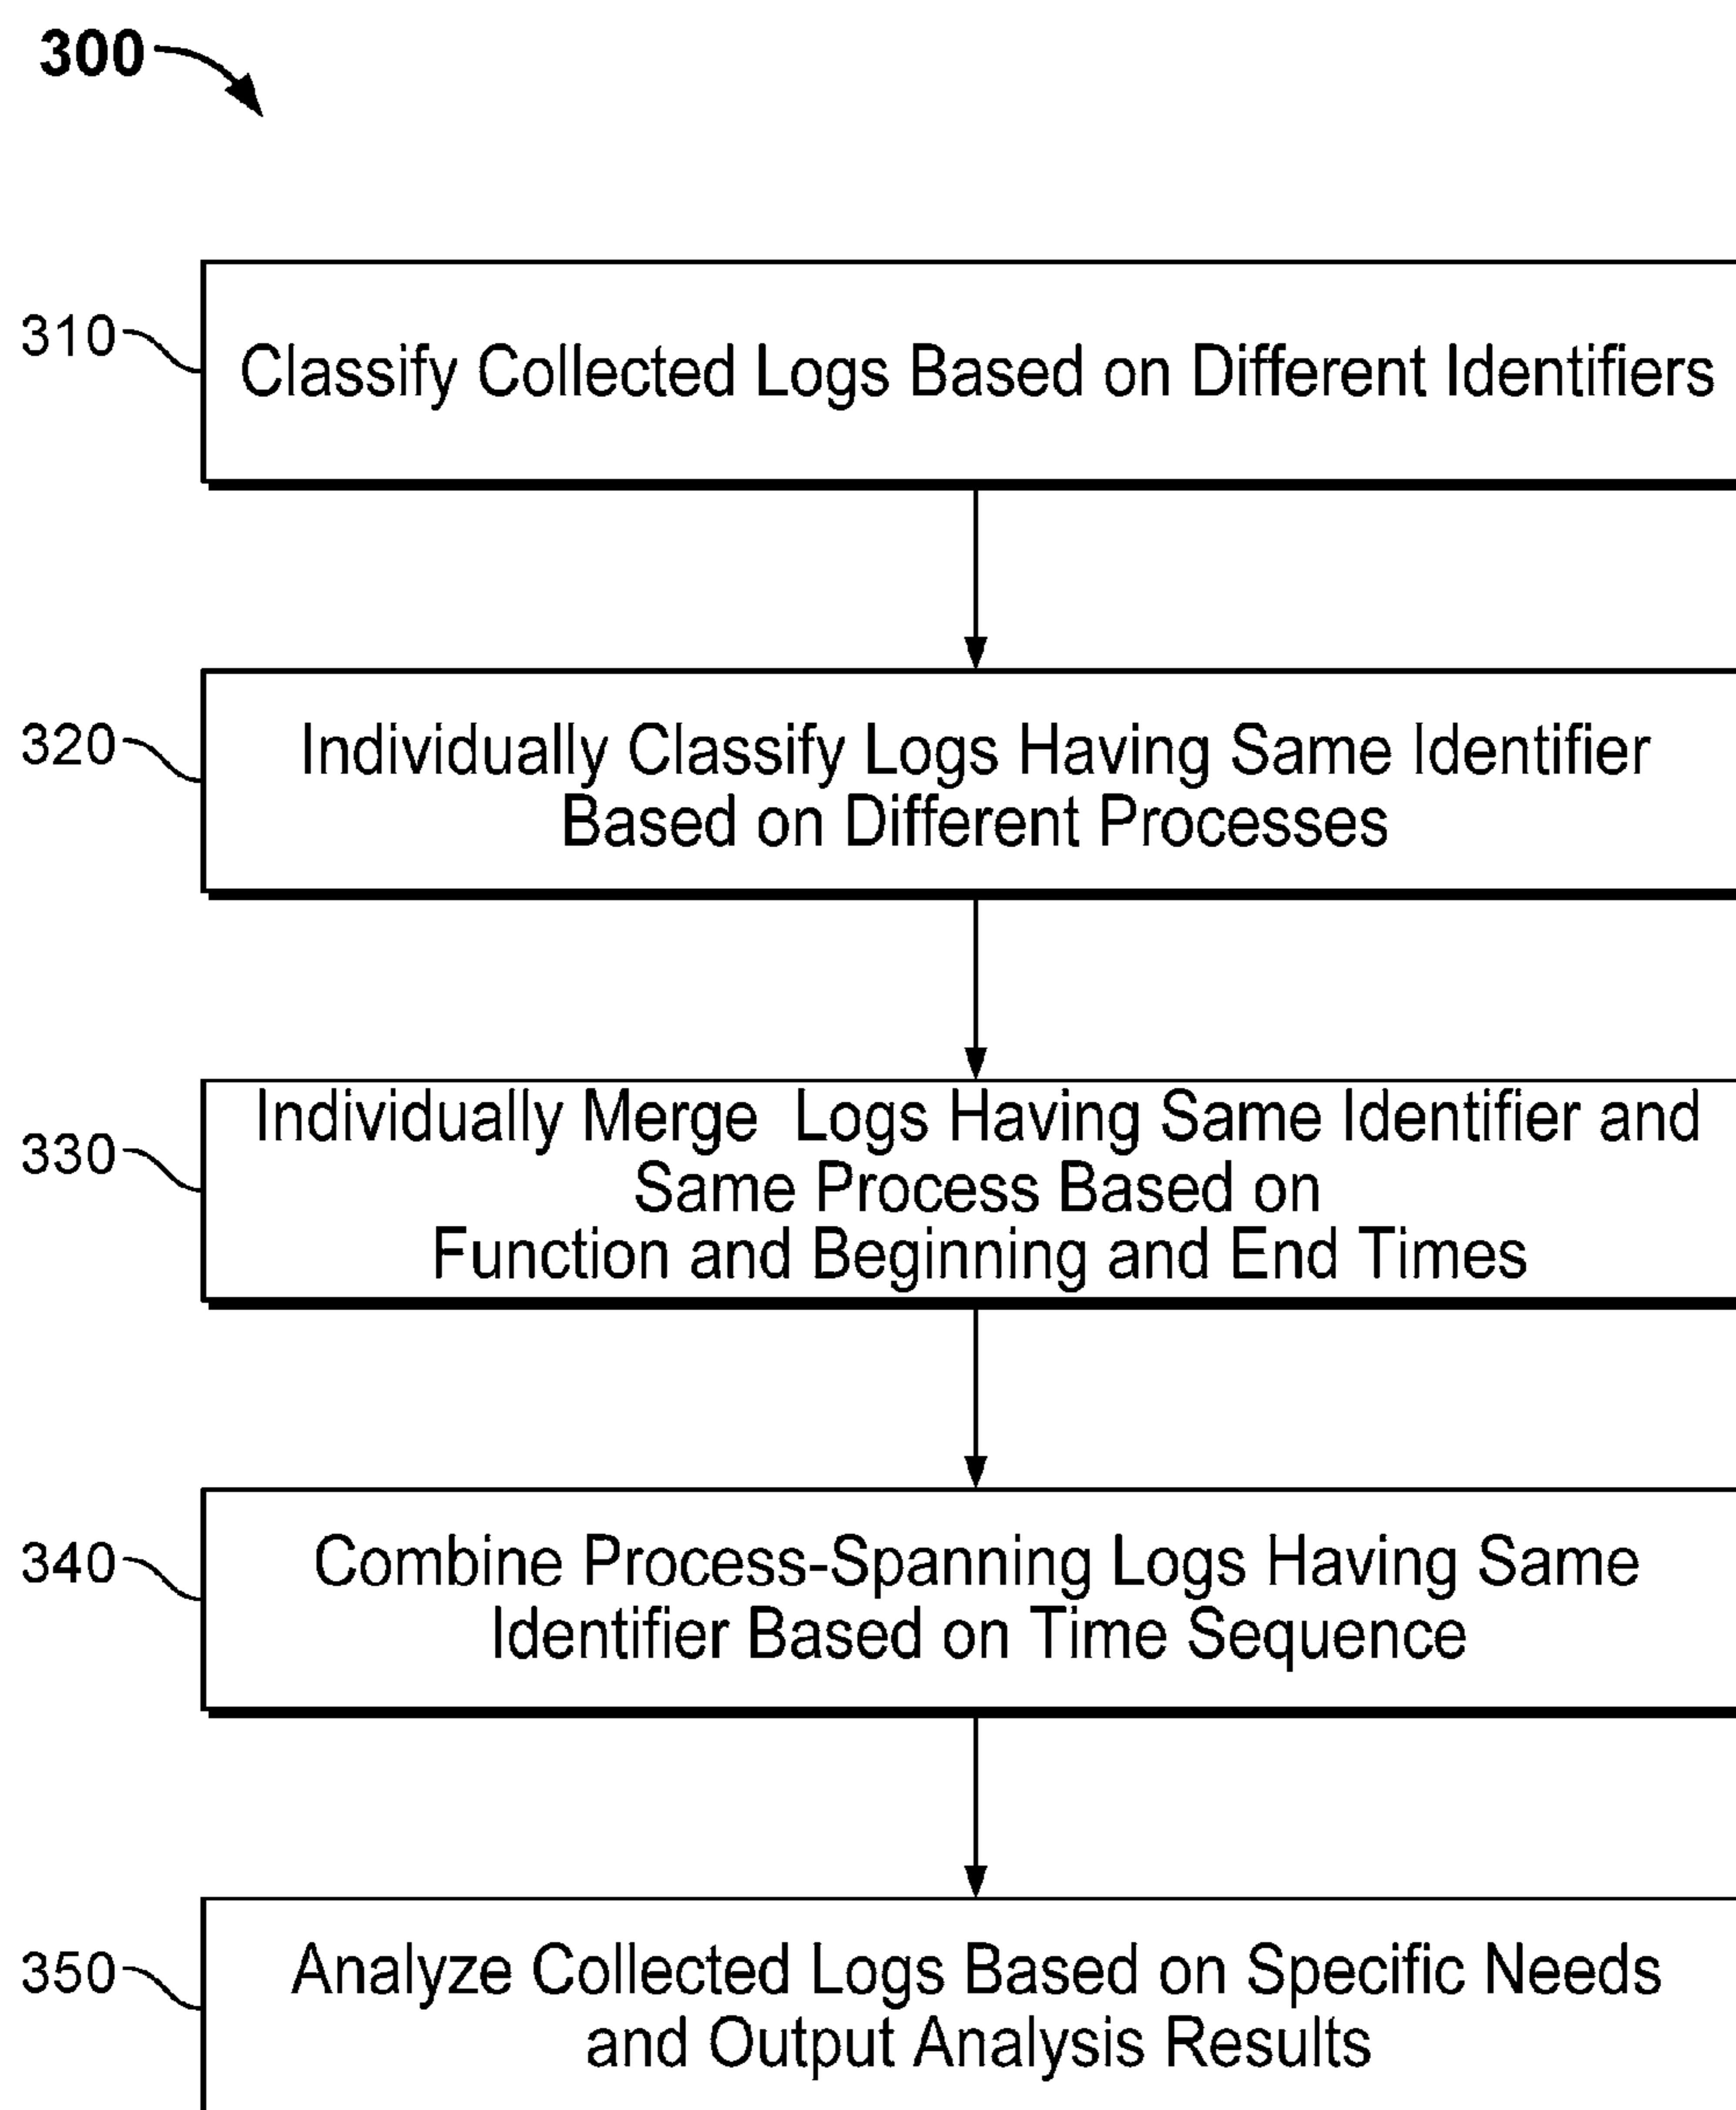 300
310
Classify Collected Logs Based on Different Identifiers
320
Individually Classify Logs Having Same Identifier
Based on Different Processes
330
Individually Merge Logs Having Same Identifier and
Same Process Based on
Function and Beginning and End Times
340
Combine Process-Spanning Logs Having Same
Identifier Based on Time Sequence
350
Analyze Collected Logs Based on Specific Needs
and Output Analysis Results